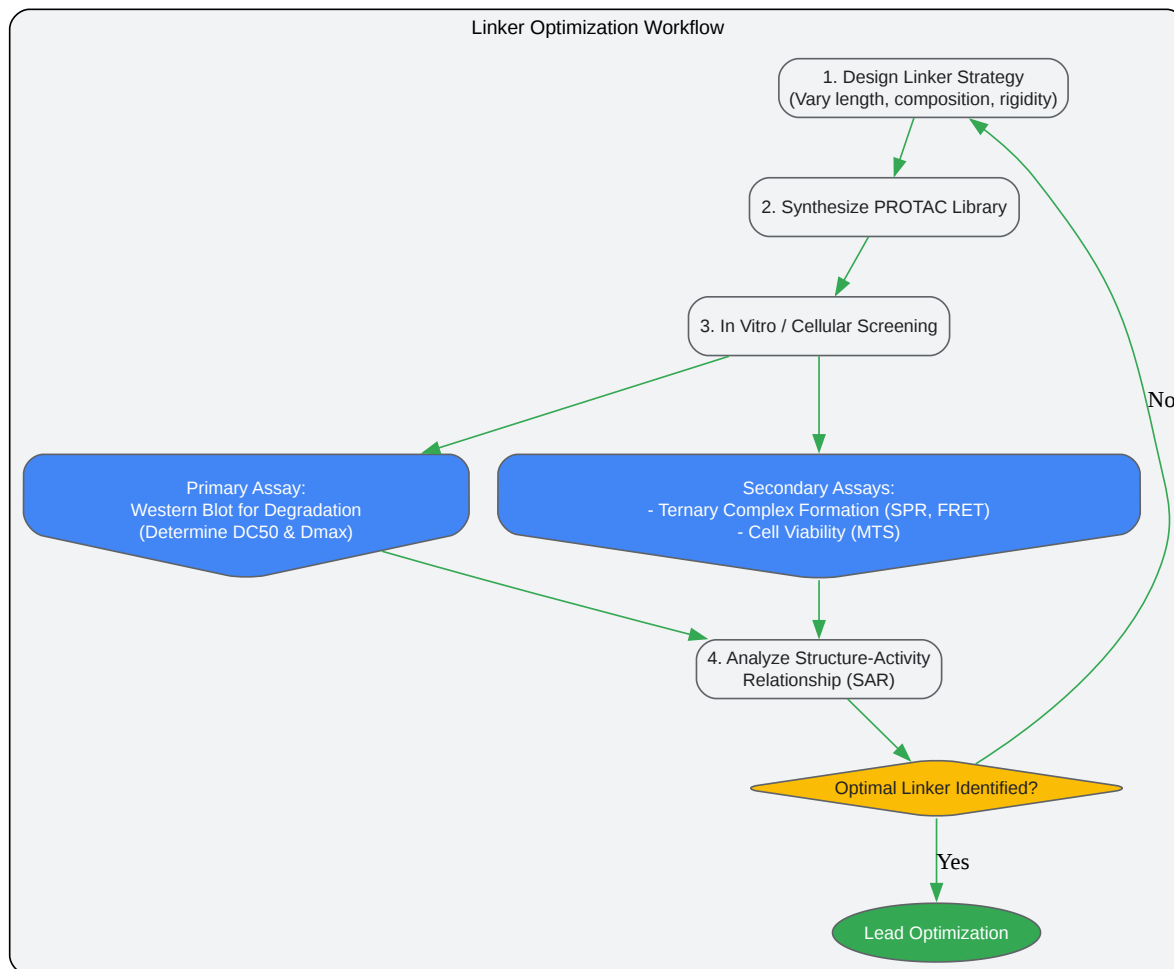 Linker Optimization Workflow
1. Design Linker Strategy
(Vary length, composition, rigidity)
2. Synthesize PROTAC Library
3. In Vitro / Cellular Screening
No
Primary Assay:
Western Blot for Degradation
(Determine DC50 & Dmax)
Secondary Assays:
- Ternary Complex Formation (SPR, FRET)
- Cell Viability (MTS)
4. Analyze Structure-Activity
Relationship (SAR)
Optimal Linker Identified?
Yes
Lead Optimization